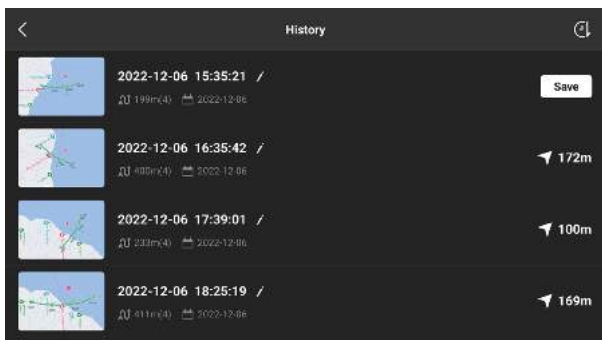 History
2022-12-06 15:35:21
199m(4) 2022-12-06
Save
2022-12-06 16:35:42
400m(4) 2022-12-06
172m
2022-12-06 17:39:01
233m(4) 2022-12-06
100m
2022-12-06 18:25:19
411m(4) 2022-12-06
169m